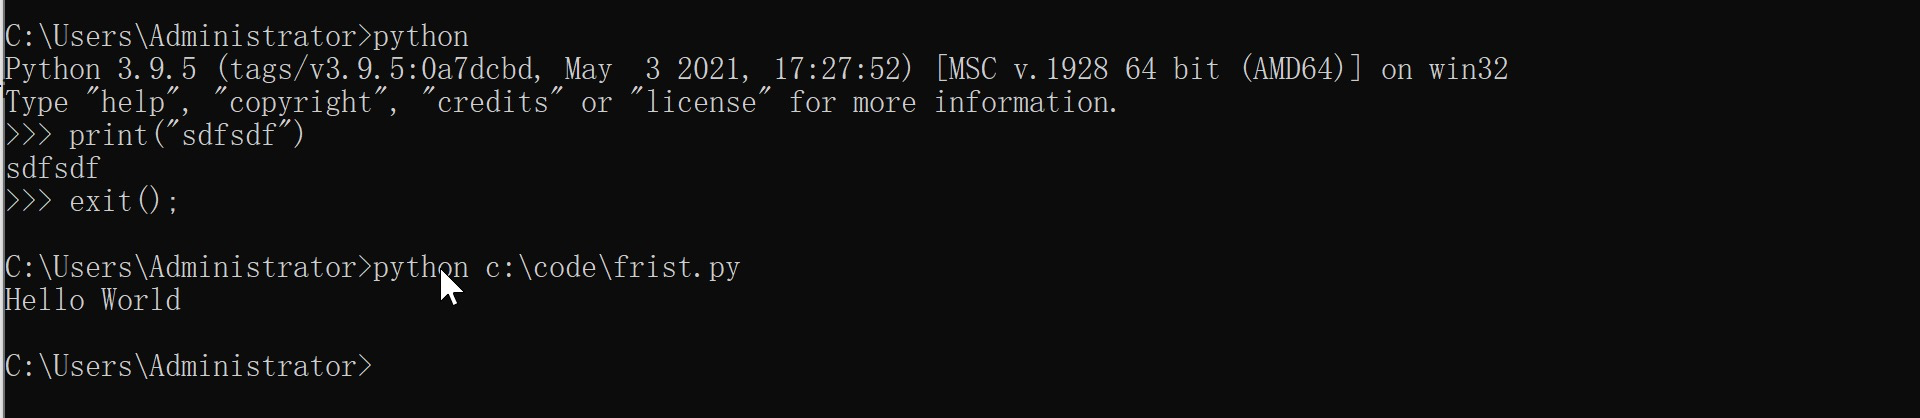 C:\Users\Administrator>python
Python 3.9.5 (tags/v3.9.5:0a7dcbd, May  3 2021, 17:27:52) [MSC v.1928 64 bit (AMD64)] on win32
Type "help", "copyright", "credits" or "license" for more information.
>>> print("sdfsdf")
sdfsdf
>>> exit();
C:\Users\Administrator>python c:\code\frist.py
Hello World
C:\Users\Administrator>